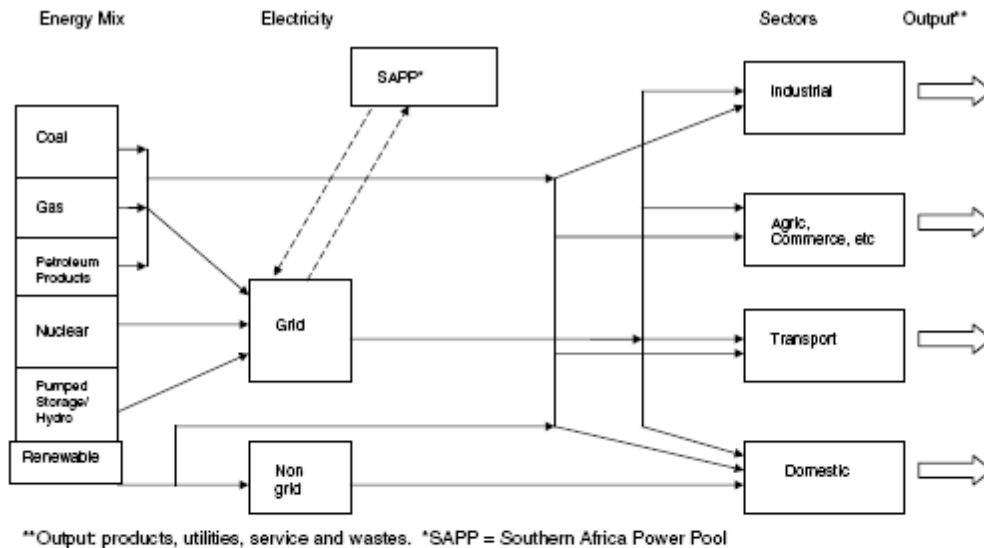 Energy Mix
Electricity
Sectors
Output**
SAPP*
Coal
Gas
Petroleum
Products
Nuclear
Pumped
Storage/
Hydro
Renewable
Grid
Non
grid
Industrial
Agric,
Commerce, etc
Transport
Domestic
**Output: products, utilities, service and wastes. *SAPP = Southern Africa Power Pool